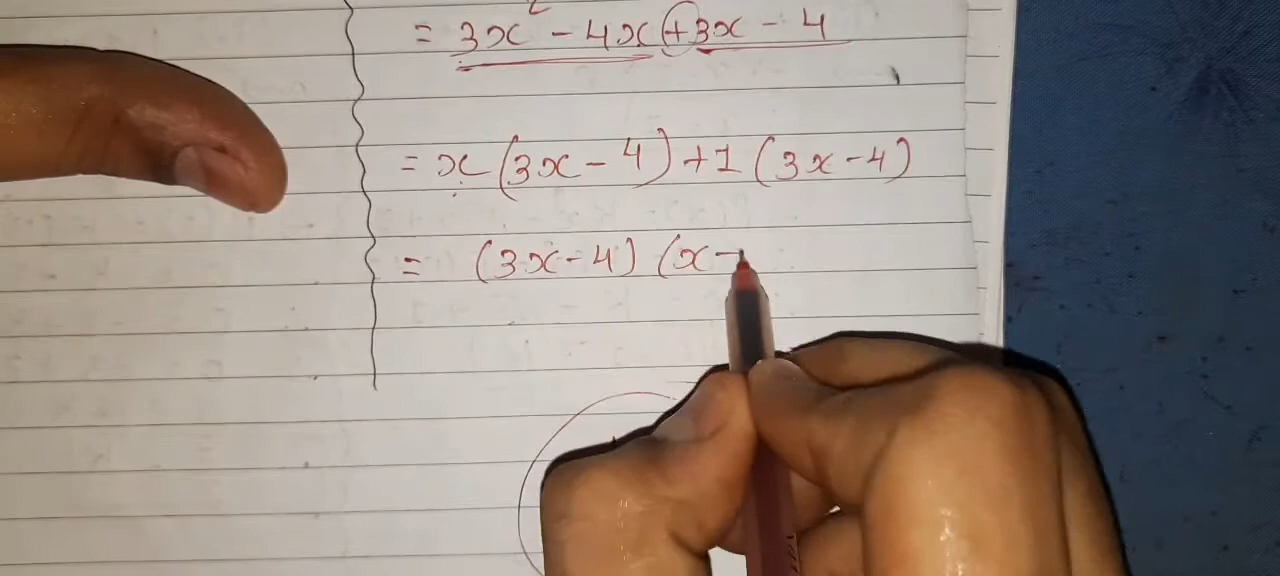 = 3x² - 4x + 3x - 4
= x (3x - 4) + 1 (3x - 4)
= (3x - 4) (x -